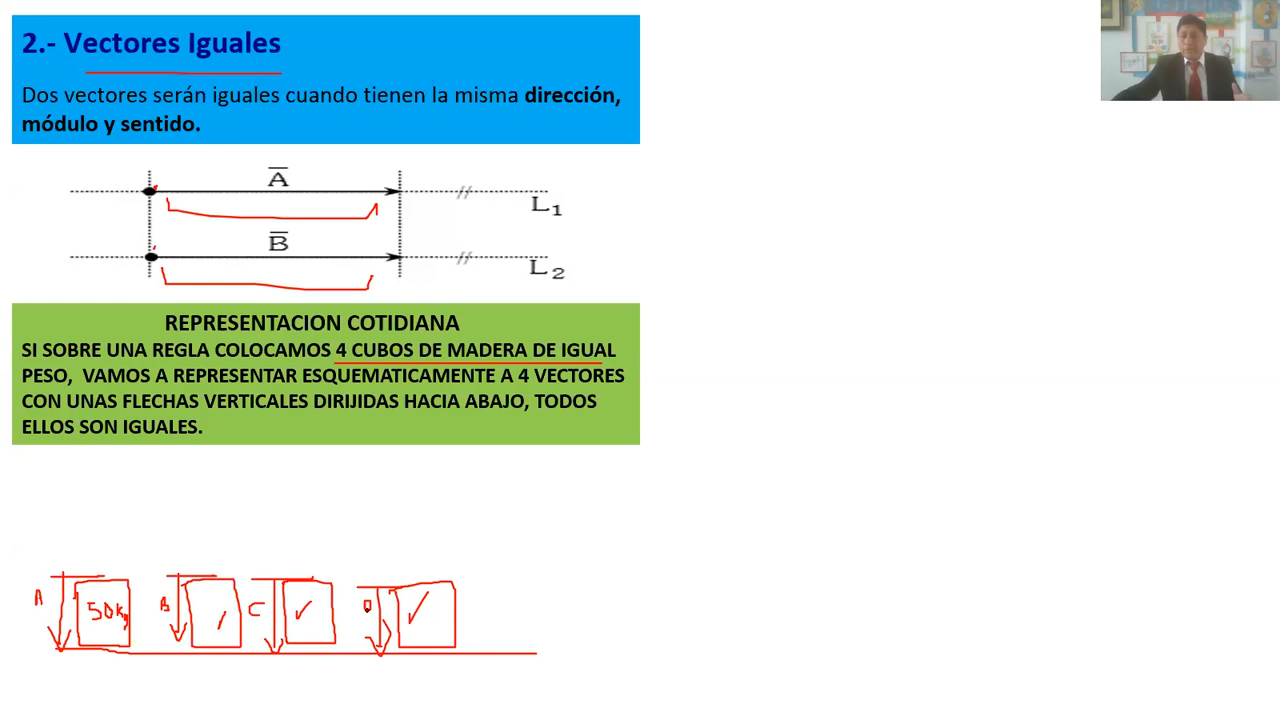 2.- Vectores Iguales
Dos vectores serán iguales cuando tienen la misma dirección,
módulo y sentido.
A
L1
B
L2
REPRESENTACION COTIDIANA
SI SOBRE UNA REGLA COLOCAMOS 4 CUBOS DE MADERA DE IGUAL
PESO, VAMOS A REPRESENTAR ESQUEMATICAMENTE A 4 VECTORES
CON UNAS FLECHAS VERTICALES DIRIJIDAS HACIA ABAJO, TODOS
ELLOS SON IGUALES.
A 50Kg B C D